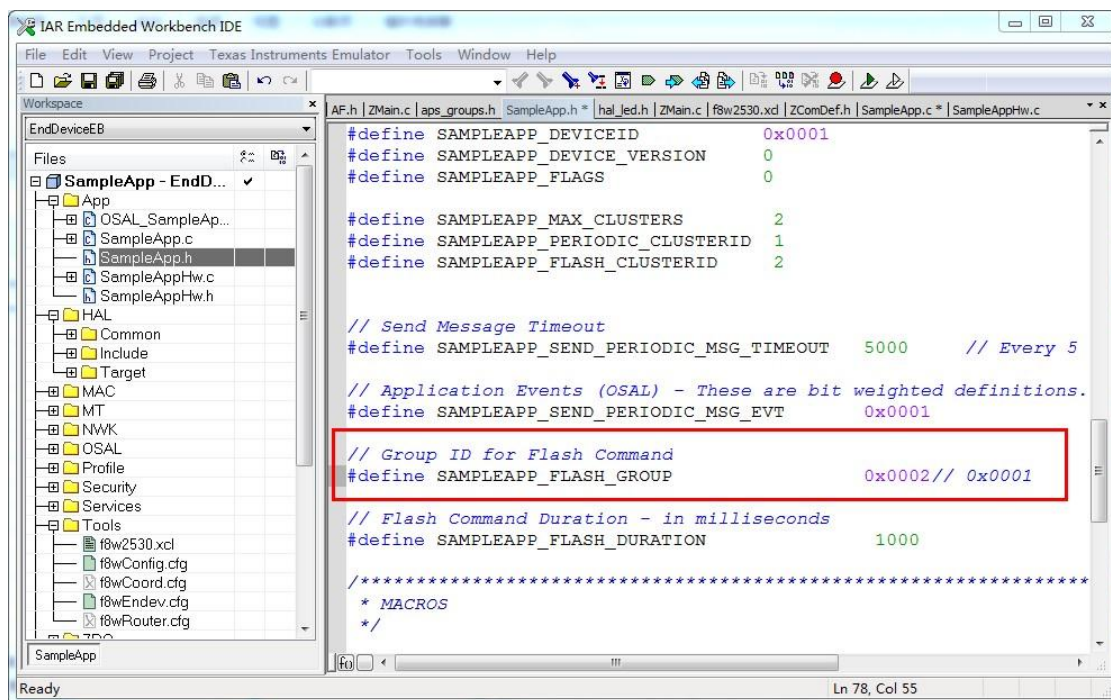 IAR Embedded Workbench IDE
File Edit View Project Texas Instruments Emulator Tools Window Help
Workspace
AF.h | ZMain.c | aps_groups.h | SampleApp.h * | hal_led.h | ZMain.c | f8w2530.xcl | ZComDef.h | SampleApp.c * | SampleAppHw.c
EndDeviceEB
Files
SampleApp - EndD...
App
OSAL_SampleAp...
SampleApp.c
SampleApp.h
SampleAppHw.c
SampleAppHw.h
HAL
Common
Include
Target
MAC
MT
NWK
OSAL
Profile
Security
Services
Tools
f8w2530.xcl
f8wConfig.cfg
f8wCoord.cfg
f8wEndev.cfg
f8wRouter.cfg
SampleApp
#define SAMPLEAPP_DEVICEID 0x0001
#define SAMPLEAPP_DEVICE_VERSION 0
#define SAMPLEAPP_FLAGS 0
#define SAMPLEAPP_MAX_CLUSTERS 2
#define SAMPLEAPP_PERIODIC_CLUSTERID 1
#define SAMPLEAPP_FLASH_CLUSTERID 2
// Send Message Timeout
#define SAMPLEAPP_SEND_PERIODIC_MSG_TIMEOUT 5000 // Every 5
// Application Events (OSAL) - These are bit weighted definitions.
#define SAMPLEAPP_SEND_PERIODIC_MSG_EVT 0x0001
// Group ID for Flash Command
#define SAMPLEAPP_FLASH_GROUP 0x0002// 0x0001
// Flash Command Duration - in milliseconds
#define SAMPLEAPP_FLASH_DURATION 1000
/*****************************************************************
* MACROS
*/
Ready
Ln 78, Col 55